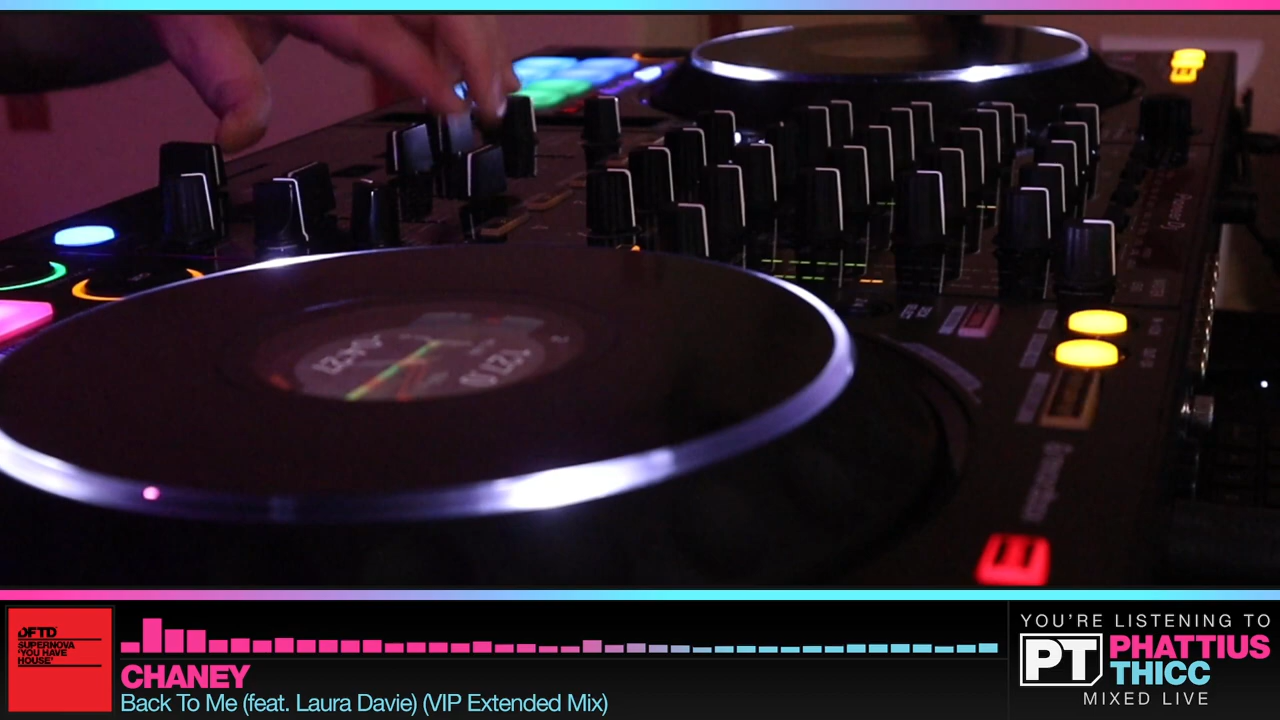 DFTD
SUPERNOVA
'YOU HAVE
HOUSE'
CHANEY
Back To Me (feat. Laura Davie) (VIP Extended Mix)
YOU'RE LISTENING TO
PT
PHATTIUS
THICC
MIXED LIVE